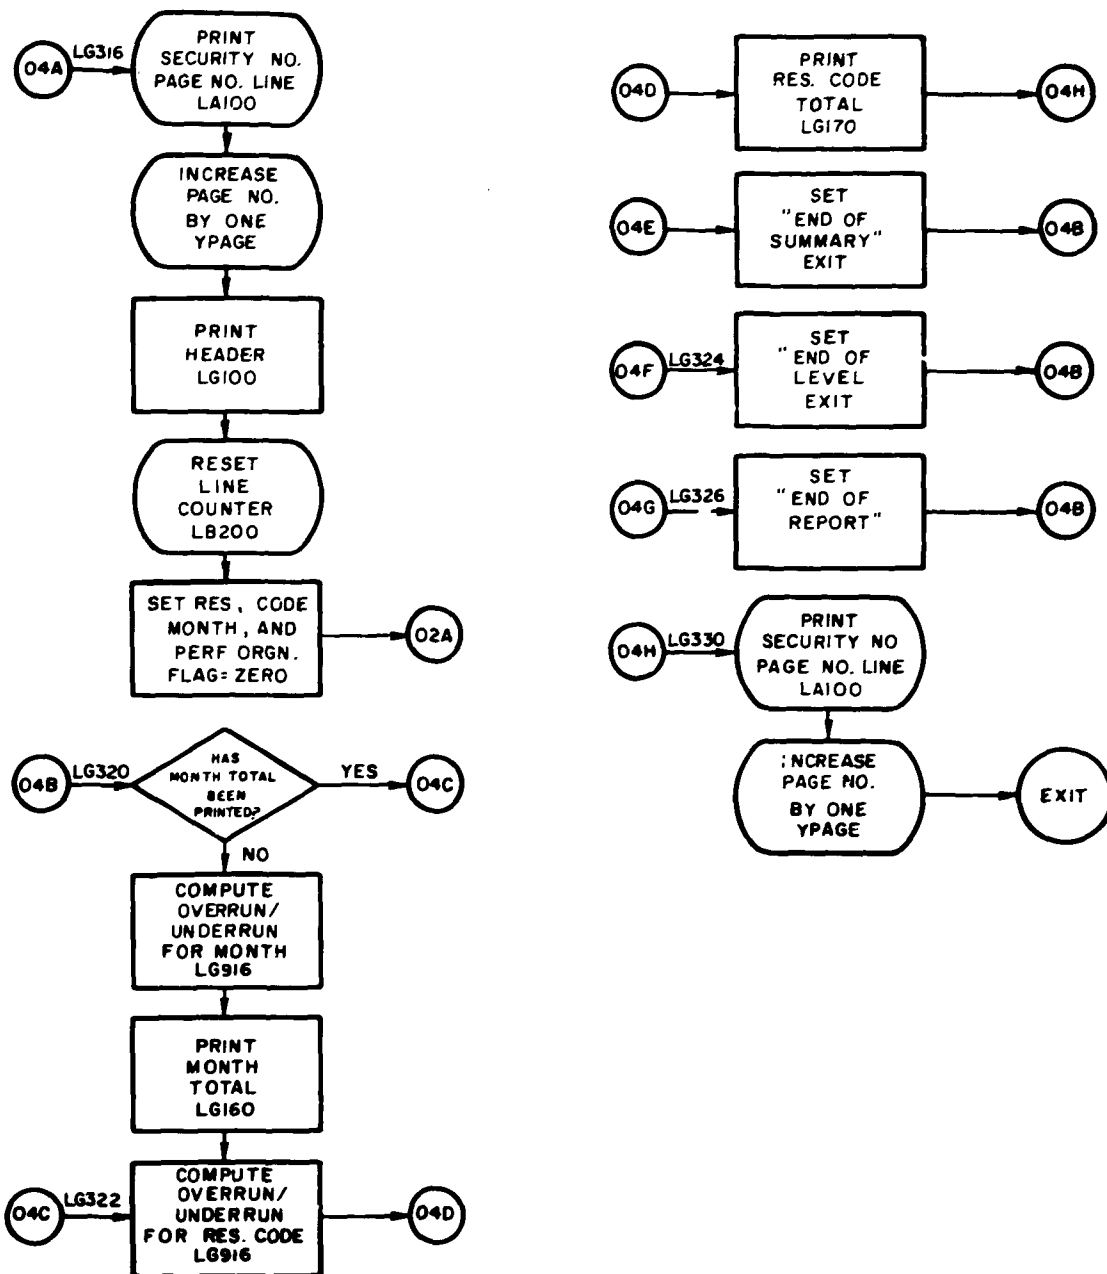 04A
LG316
PRINT
SECURITY NO.
PAGE NO. LINE
LA100
INCREASE
PAGE NO.
BY ONE
YPAGE
PRINT
HEADER
LG100
RESET
LINE
COUNTER
LB200
SET RES, CODE
MONTH, AND
PERF ORGN.
FLAG=ZERO
02A
04B
LG320
HAS
MONTH TOTAL
BEEN
PRINTED?
YES
04C
NO
COMPUTE
OVERRUN/
UNDERRUN
FOR MONTH
LG916
PRINT
MONTH
TOTAL
LG160
04C
LG322
COMPUTE
OVERRUN/
UNDERRUN
FOR RES. CODE
LG916
04D
04D
PRINT
RES. CODE
TOTAL
LG170
04H
04E
SET
"END OF
SUMMARY"
EXIT
04B
04F
LG324
SET
"END OF
LEVEL
EXIT
04B
04G
LG326
SET
"END OF
REPORT"
04B
04H
LG330
PRINT
SECURITY NO
PAGE NO. LINE
LA100
INCREASE
PAGE NO.
BY ONE
YPAGE
EXIT